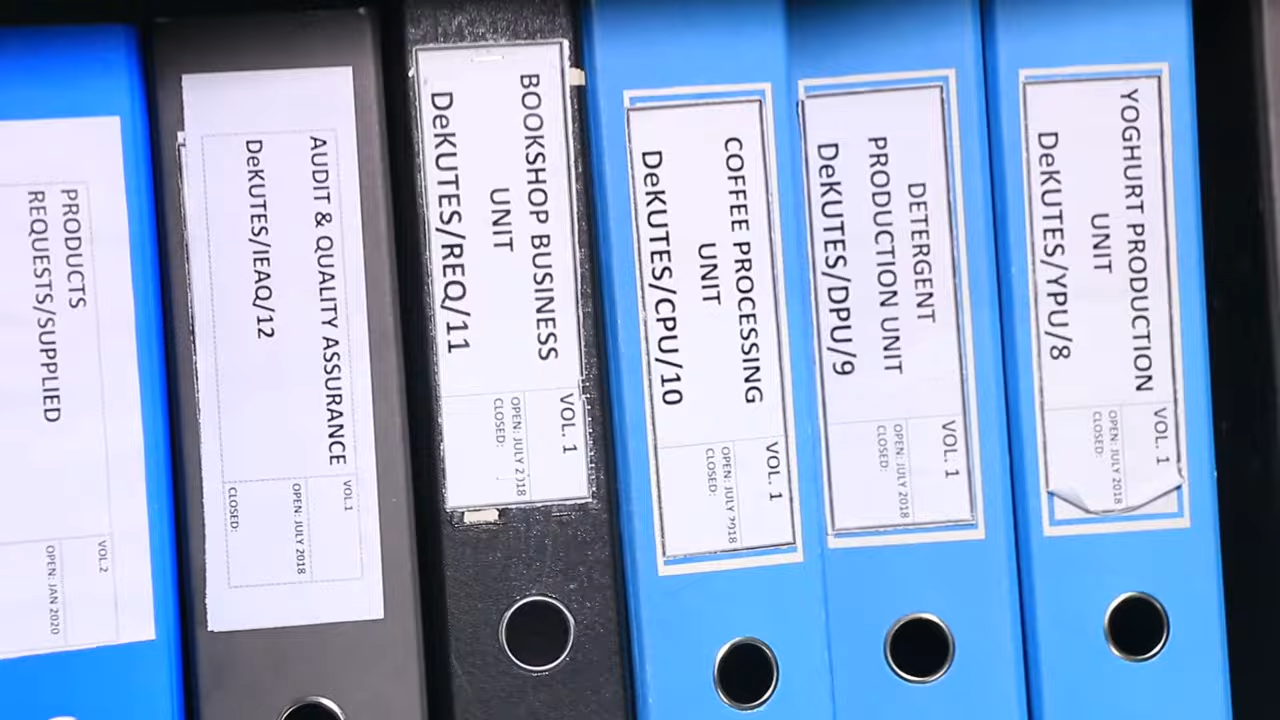 PRODUCTS
REQUESTS/SUPPLIED
VOL.2
OPEN: JAN 2020
AUDIT & QUALITY ASSURANCE
DeKUTES/IEAQ/12
VOL.1
OPEN: JULY 2018
CLOSED:
BOOKSHOP BUSINESS
UNIT
DeKUTES/REQ/11
VOL. 1
OPEN: JULY 2018
CLOSED:
COFFEE PROCESSING
UNIT
DeKUTES/CPU/10
VOL. 1
OPEN: JULY 2018
CLOSED:
DETERGENT
PRODUCTION UNIT
DeKUTES/DPU/9
VOL. 1
OPEN: JULY 2018
CLOSED:
YOGHURT PRODUCTION
UNIT
DeKUTES/YPU/8
VOL. 1
OPEN: JULY 2018
CLOSED: